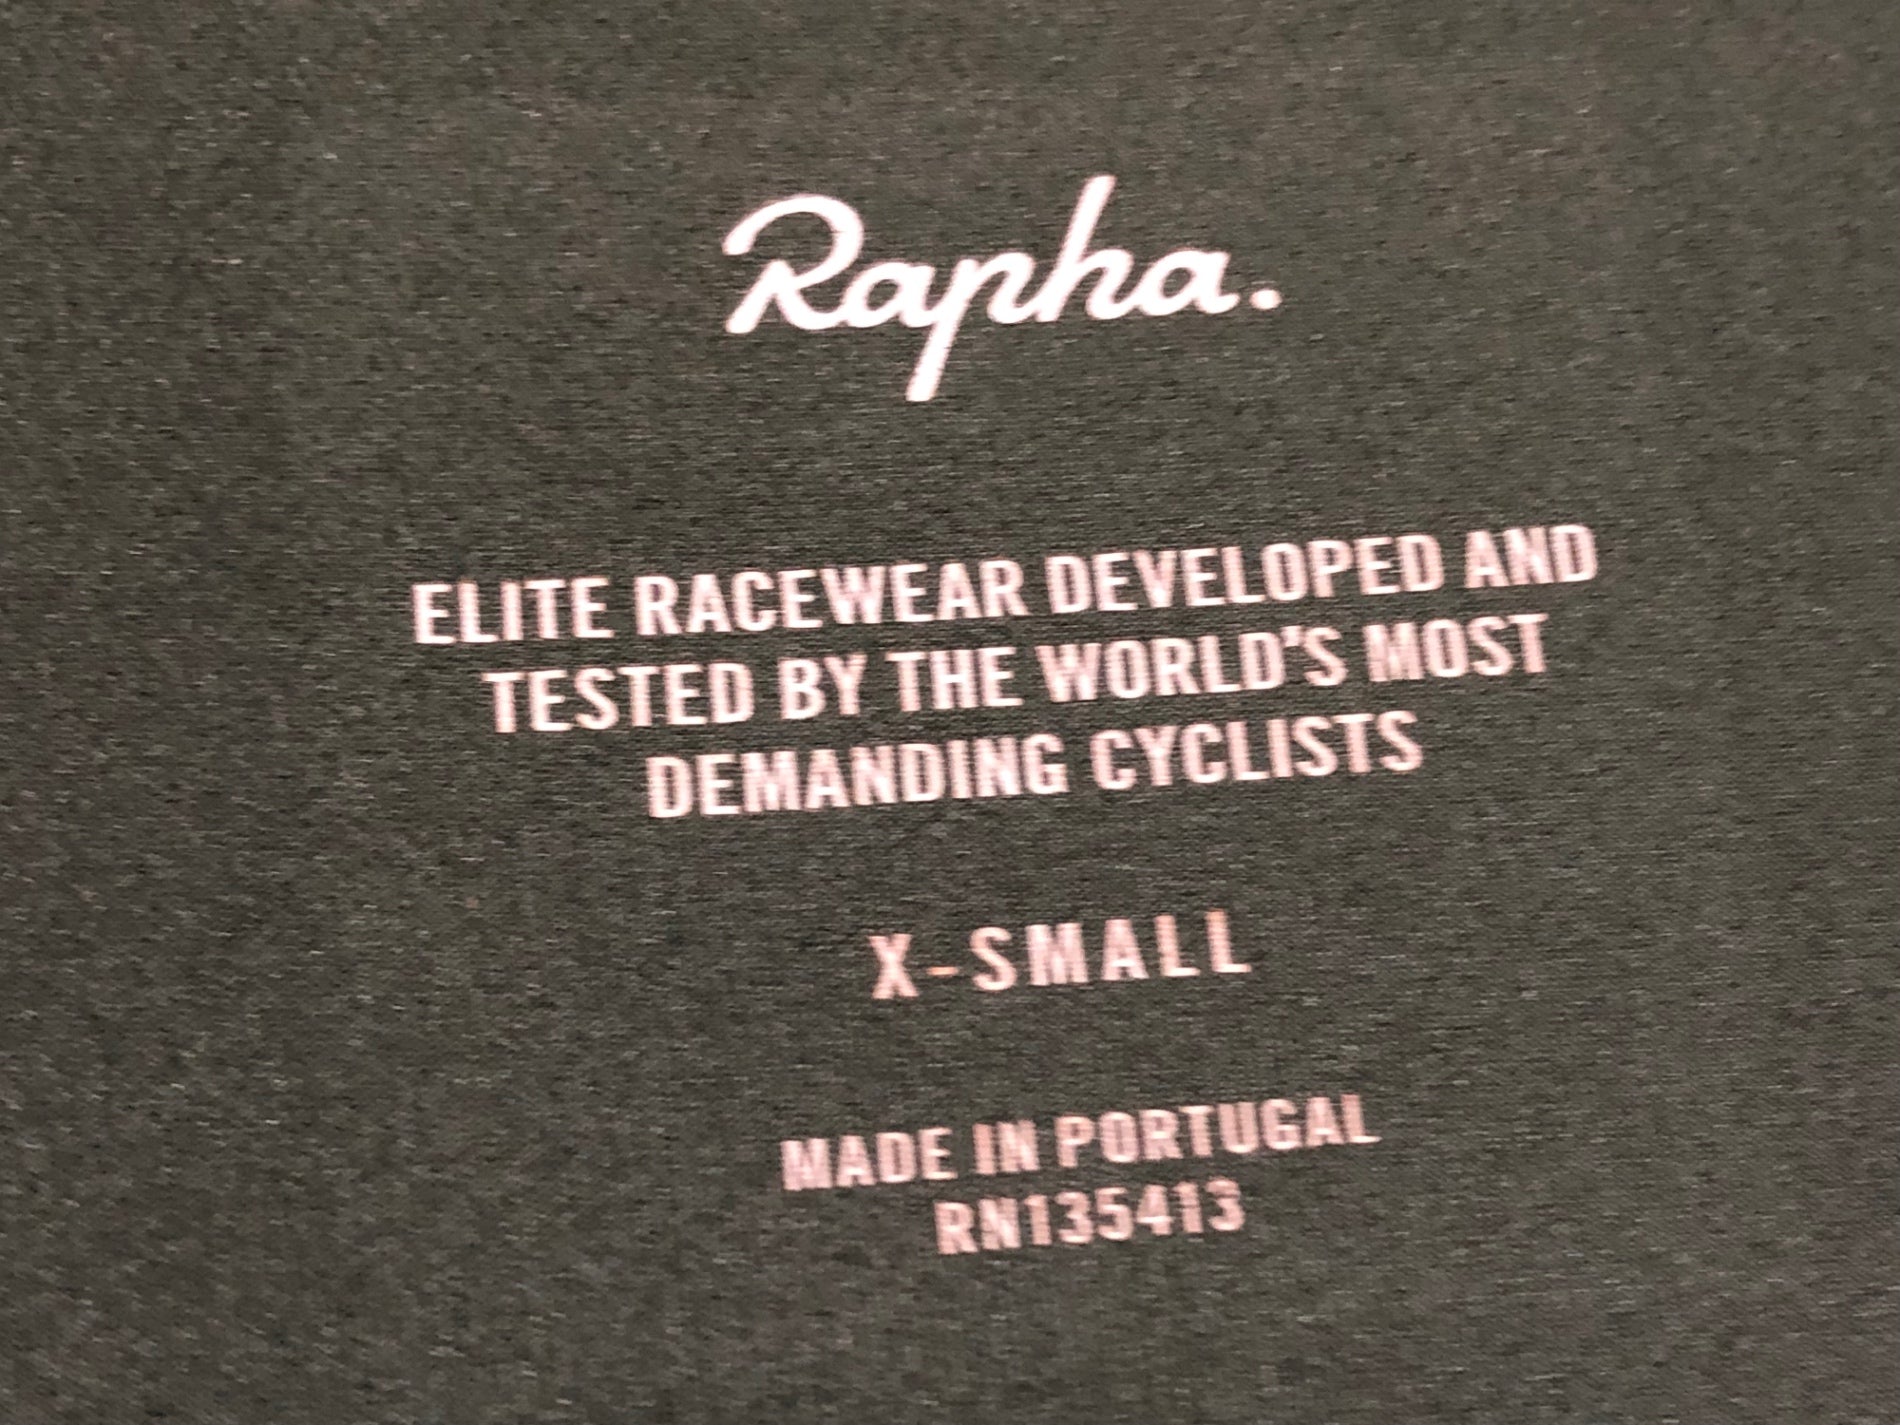 Rapha.
ELITE RACEWEAR DEVELOPED AND
TESTED BY THE WORLD'S MOST
DEMANDING CYCLISTS
X-SMALL
MADE IN PORTUGAL
RN135413